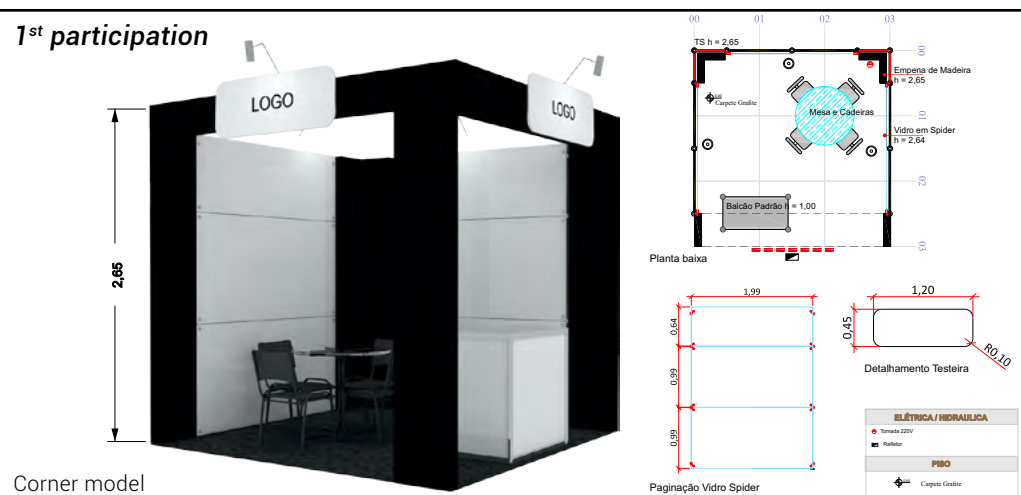 1st participation
LOGO
LOGO
2,65
Corner model
00
01
02
03
00
01
02
03
TS h = 2,65
Empena de Madeira
h = 2,65
Carpete Grafite
Mesa e Cadeiras
Vidro em Spider
h = 2,64
Balcão Padrão h = 1,00
Planta baixa
1,99
0,64
0,99
0,99
Paginação Vidro Spider
1,20
0,45
R0,10
Detalhamento Testeira
ELÉTRICA / HIDRAULICA
Tomada 220V
Refletor
PISO
Carpete Grafite